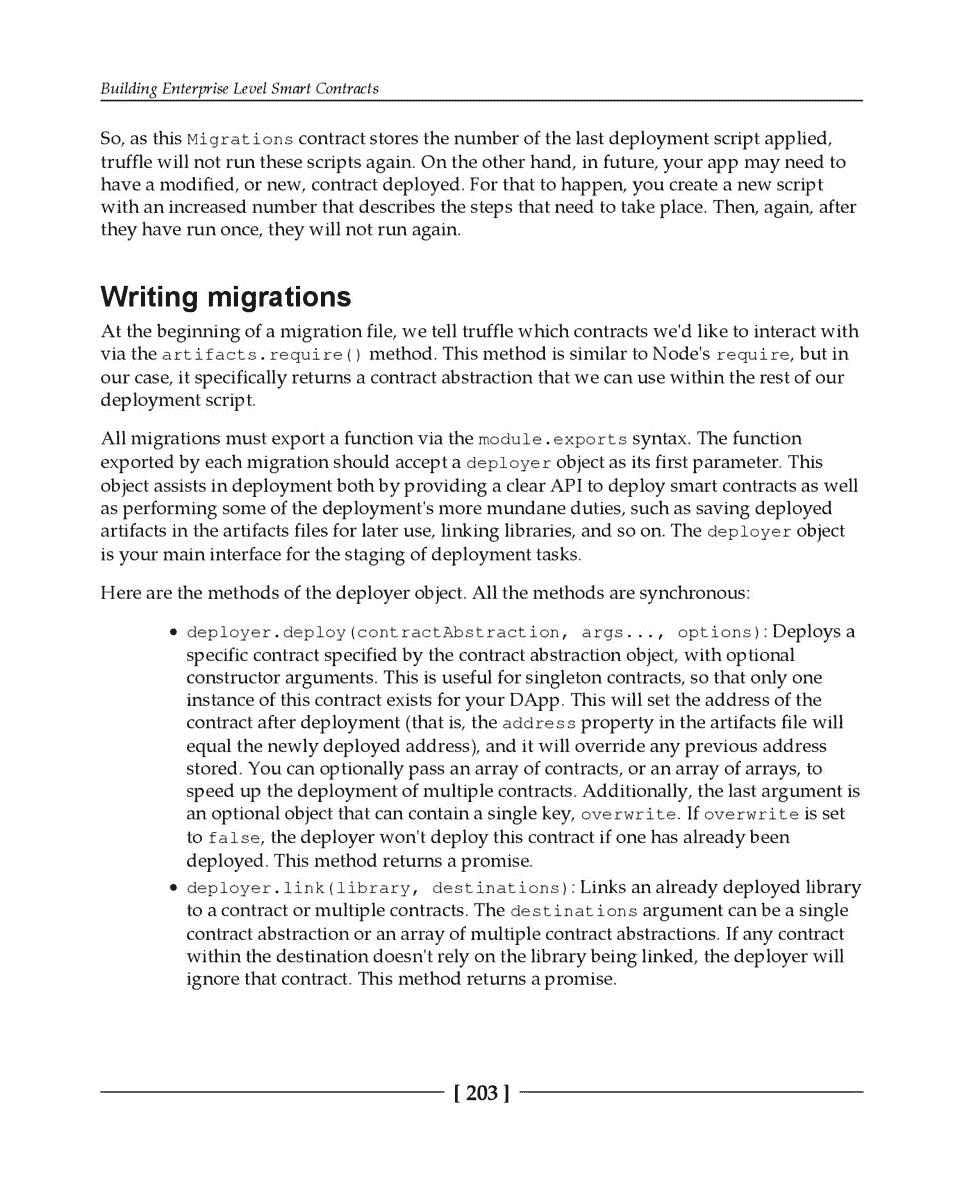 Building Enterprise Level Smart Contracts
So, as this Migrations contract stores the number of the last deployment script applied,
truffle will not run these scripts again. On the other hand, in future, your app may need to
have a modified, or new, contract deployed. For that to happen, you create a new script
with an increased number that describes the steps that need to take place. Then, again, after
they have run once, they will not run again.
Writing migrations
At the beginning of a migration file, we tell truffle which contracts we'd like to interact with
via the artifacts.require() method. This method is similar to Node's require, but in
our case, it specifically returns a contract abstraction that we can use within the rest of our
deployment script.
All migrations must export a function via the module.exports syntax. The function
exported by each migration should accept a deployer object as its first parameter. This
object assists in deployment both by providing a clear API to deploy smart contracts as well
as performing some of the deployment's more mundane duties, such as saving deployed
artifacts in the artifacts files for later use, linking libraries, and so on. The deployer object
is your main interface for the staging of deployment tasks.
Here are the methods of the deployer object. All the methods are synchronous:
• deployer.deploy(contractAbstraction, args..., options): Deploys a
specific contract specified by the contract abstraction object, with optional
constructor arguments. This is useful for singleton contracts, so that only one
instance of this contract exists for your DApp. This will set the address of the
contract after deployment (that is, the address property in the artifacts file will
equal the newly deployed address), and it will override any previous address
stored. You can optionally pass an array of contracts, or an array of arrays, to
speed up the deployment of multiple contracts. Additionally, the last argument is
an optional object that can contain a single key, overwrite. If overwrite is set
to false, the deployer won't deploy this contract if one has already been
deployed. This method returns a promise.
• deployer.link(library, destinations): Links an already deployed library
to a contract or multiple contracts. The destinations argument can be a single
contract abstraction or an array of multiple contract abstractions. If any contract
within the destination doesn't rely on the library being linked, the deployer will
ignore that contract. This method returns a promise.
[ 203 ]